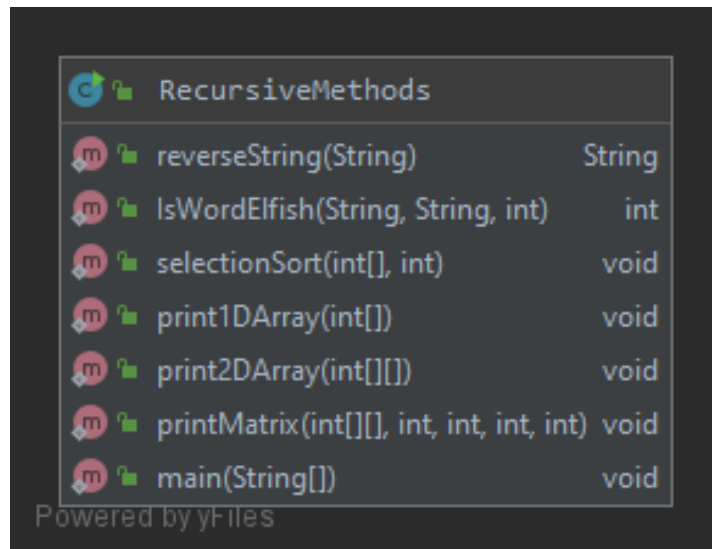 RecursiveMethods
reverseString(String) String
IsWordElfish(String, String, int) int
selectionSort(int[], int) void
print1DArray(int[]) void
print2DArray(int[][]) void
printMatrix(int[][], int, int, int, int) void
main(String[]) void
Powered by yFiles